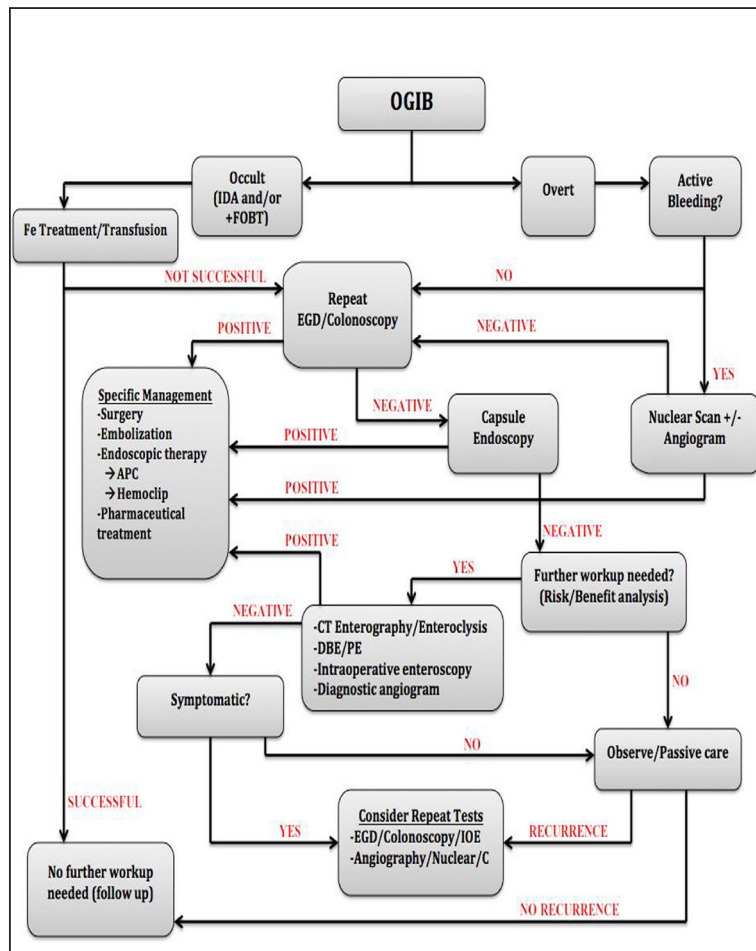 OGIB
Occult
(IDA and/or
+FOBT)
Overt
Active
Bleeding?
Fe Treatment/Transfusion
NOT SUCCESSFUL
NO
Repeat
EGD/Colonoscopy
POSITIVE
NEGATIVE
YES
Specific Management
-Surgery
-Embolization
-Endoscopic therapy
→APC
→Hemoclip
-Pharmaceutical
treatment
NEGATIVE
Capsule
Endoscopy
Nuclear Scan +/-
Angiogram
POSITIVE
POSITIVE
NEGATIVE
POSITIVE
YES
Further workup needed?
(Risk/Benefit analysis)
NEGATIVE
-CT Enterography/Enteroclysis
-DBE/PE
-Intraoperative enteroscopy
-Diagnostic angiogram
NO
Symptomatic?
NO
Observe/Passive care
SUCCESSFUL
YES
Consider Repeat Tests
-EGD/Colonoscopy/IOE
-Angiography/Nuclear/C
RECURRENCE
No further workup
needed (follow up)
NO RECURRENCE